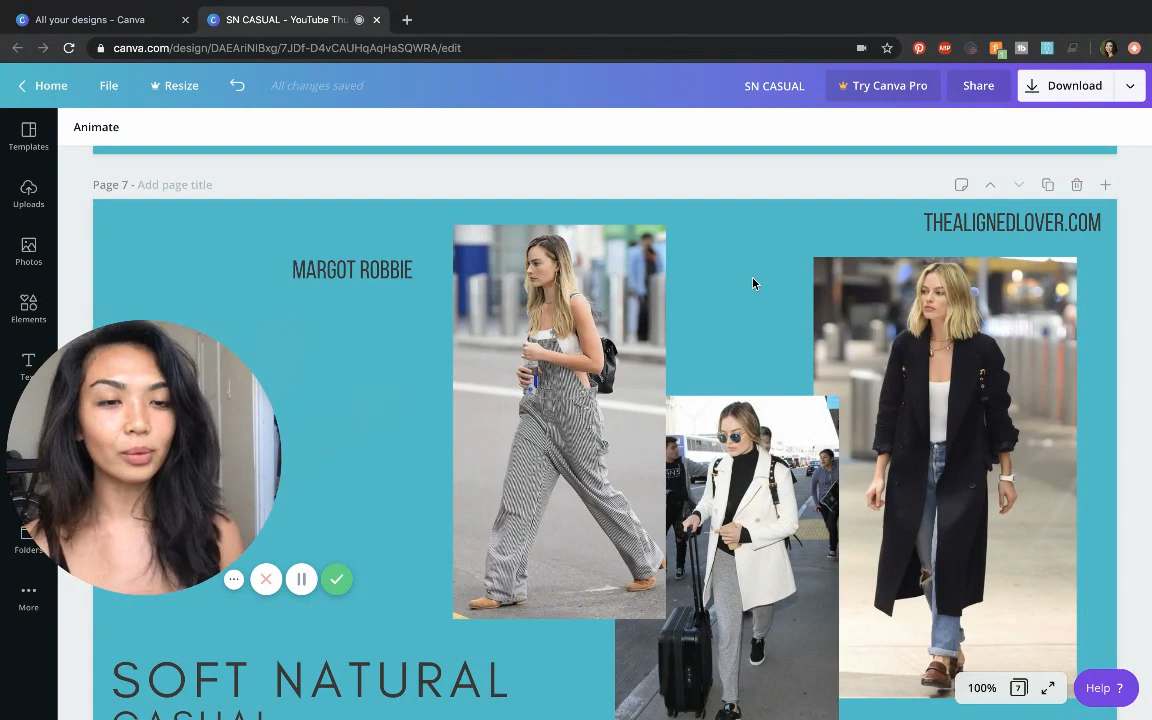 All your designs - Canva
SN CASUAL - YouTube Thu
canva.com/design/DAEAriNIBxg/7JDf-D4vCAUHqAqHaSQWRA/edit
Home
File
Resize
All changes saved
SN CASUAL
Try Canva Pro
Share
Download
Animate
Templates
Uploads
Photos
Elements
Folders
More
Page 7 - Add page title
THEALIGNEDLOVER.COM
MARGOT ROBBIE
SOFT NATURAL
CASUAL
100%
7
Help ?